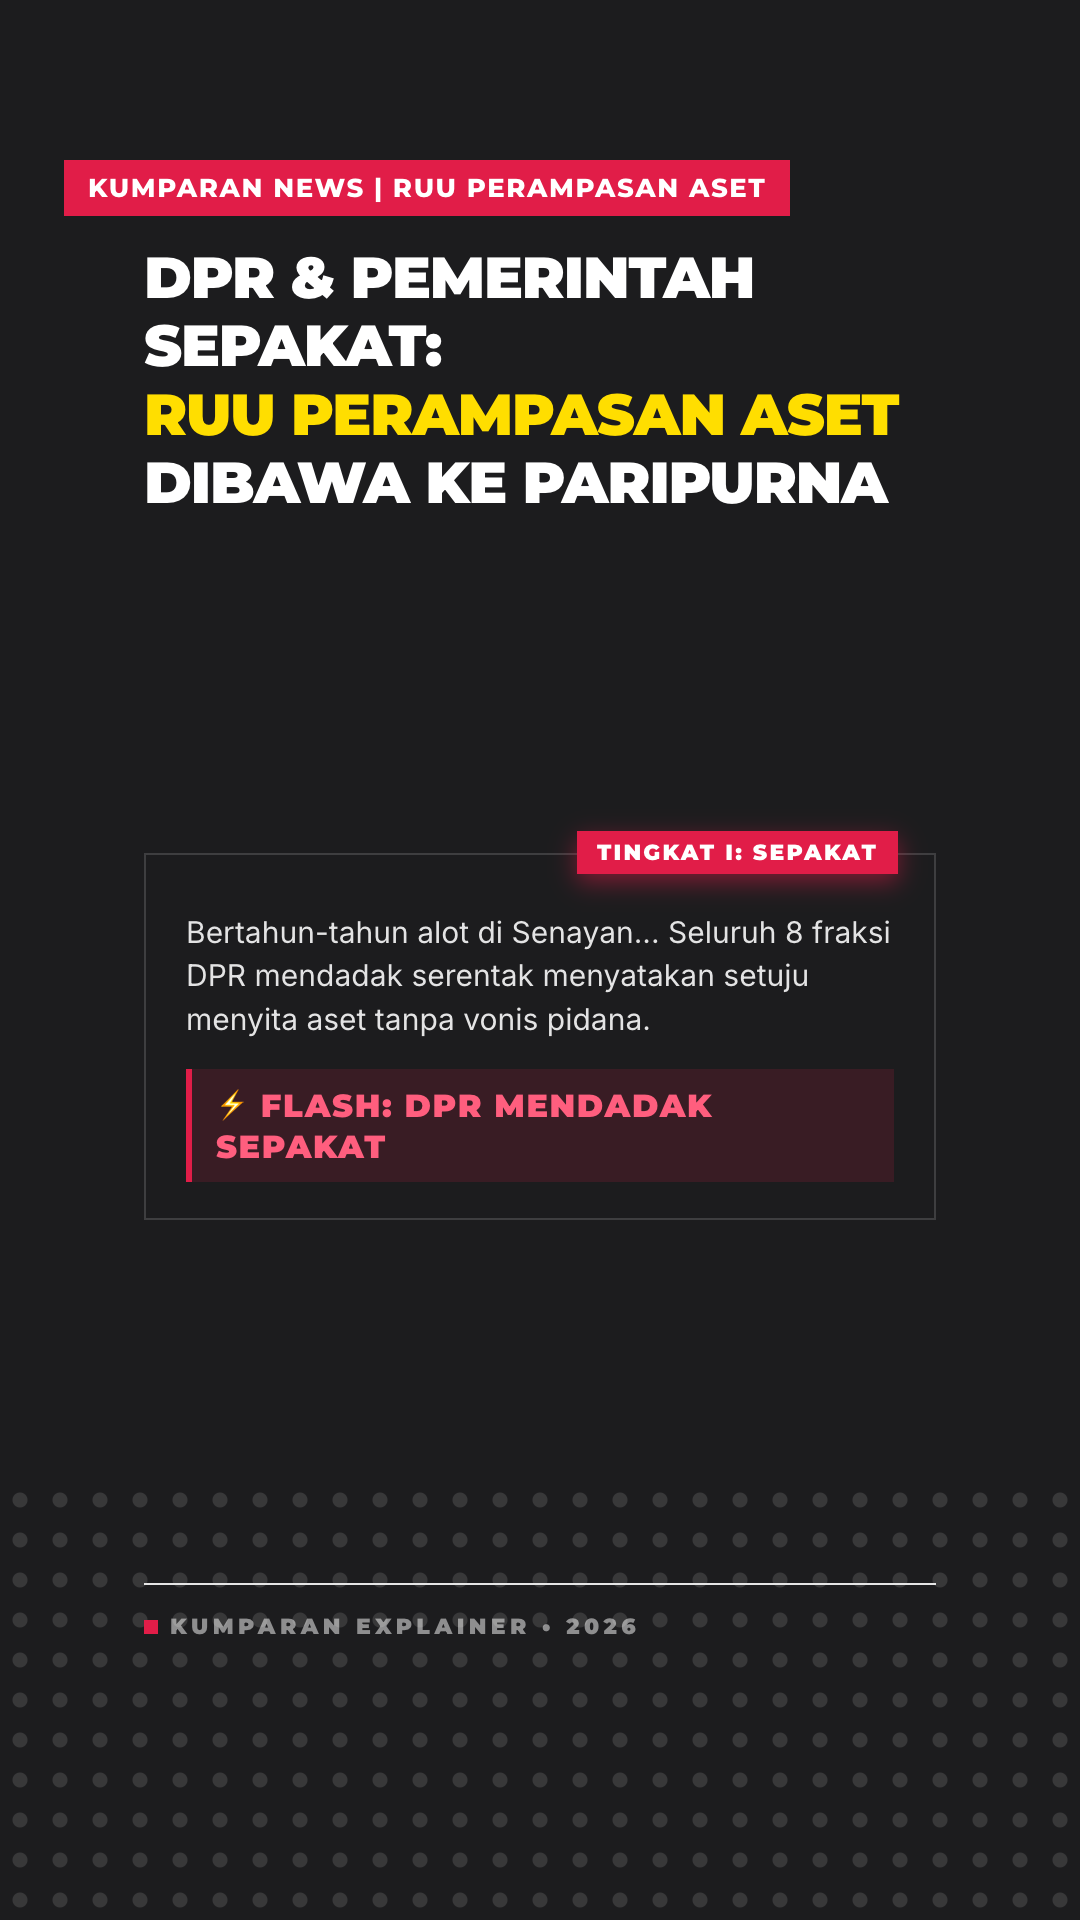 KUMPARAN NEWS | RUU PERAMPASAN ASET
DPR & PEMERINTAH
SEPAKAT:
RUU PERAMPASAN ASET
DIBAWA KE PARIPURNA
TINGKAT I: SEPAKAT
Bertahun-tahun alot di Senayan... Seluruh 8 fraksi
DPR mendadak serentak menyatakan setuju
menyita aset tanpa vonis pidana.
⚡ FLASH: DPR MENDADAK
SEPAKAT
KUMPARAN EXPLAINER • 2026